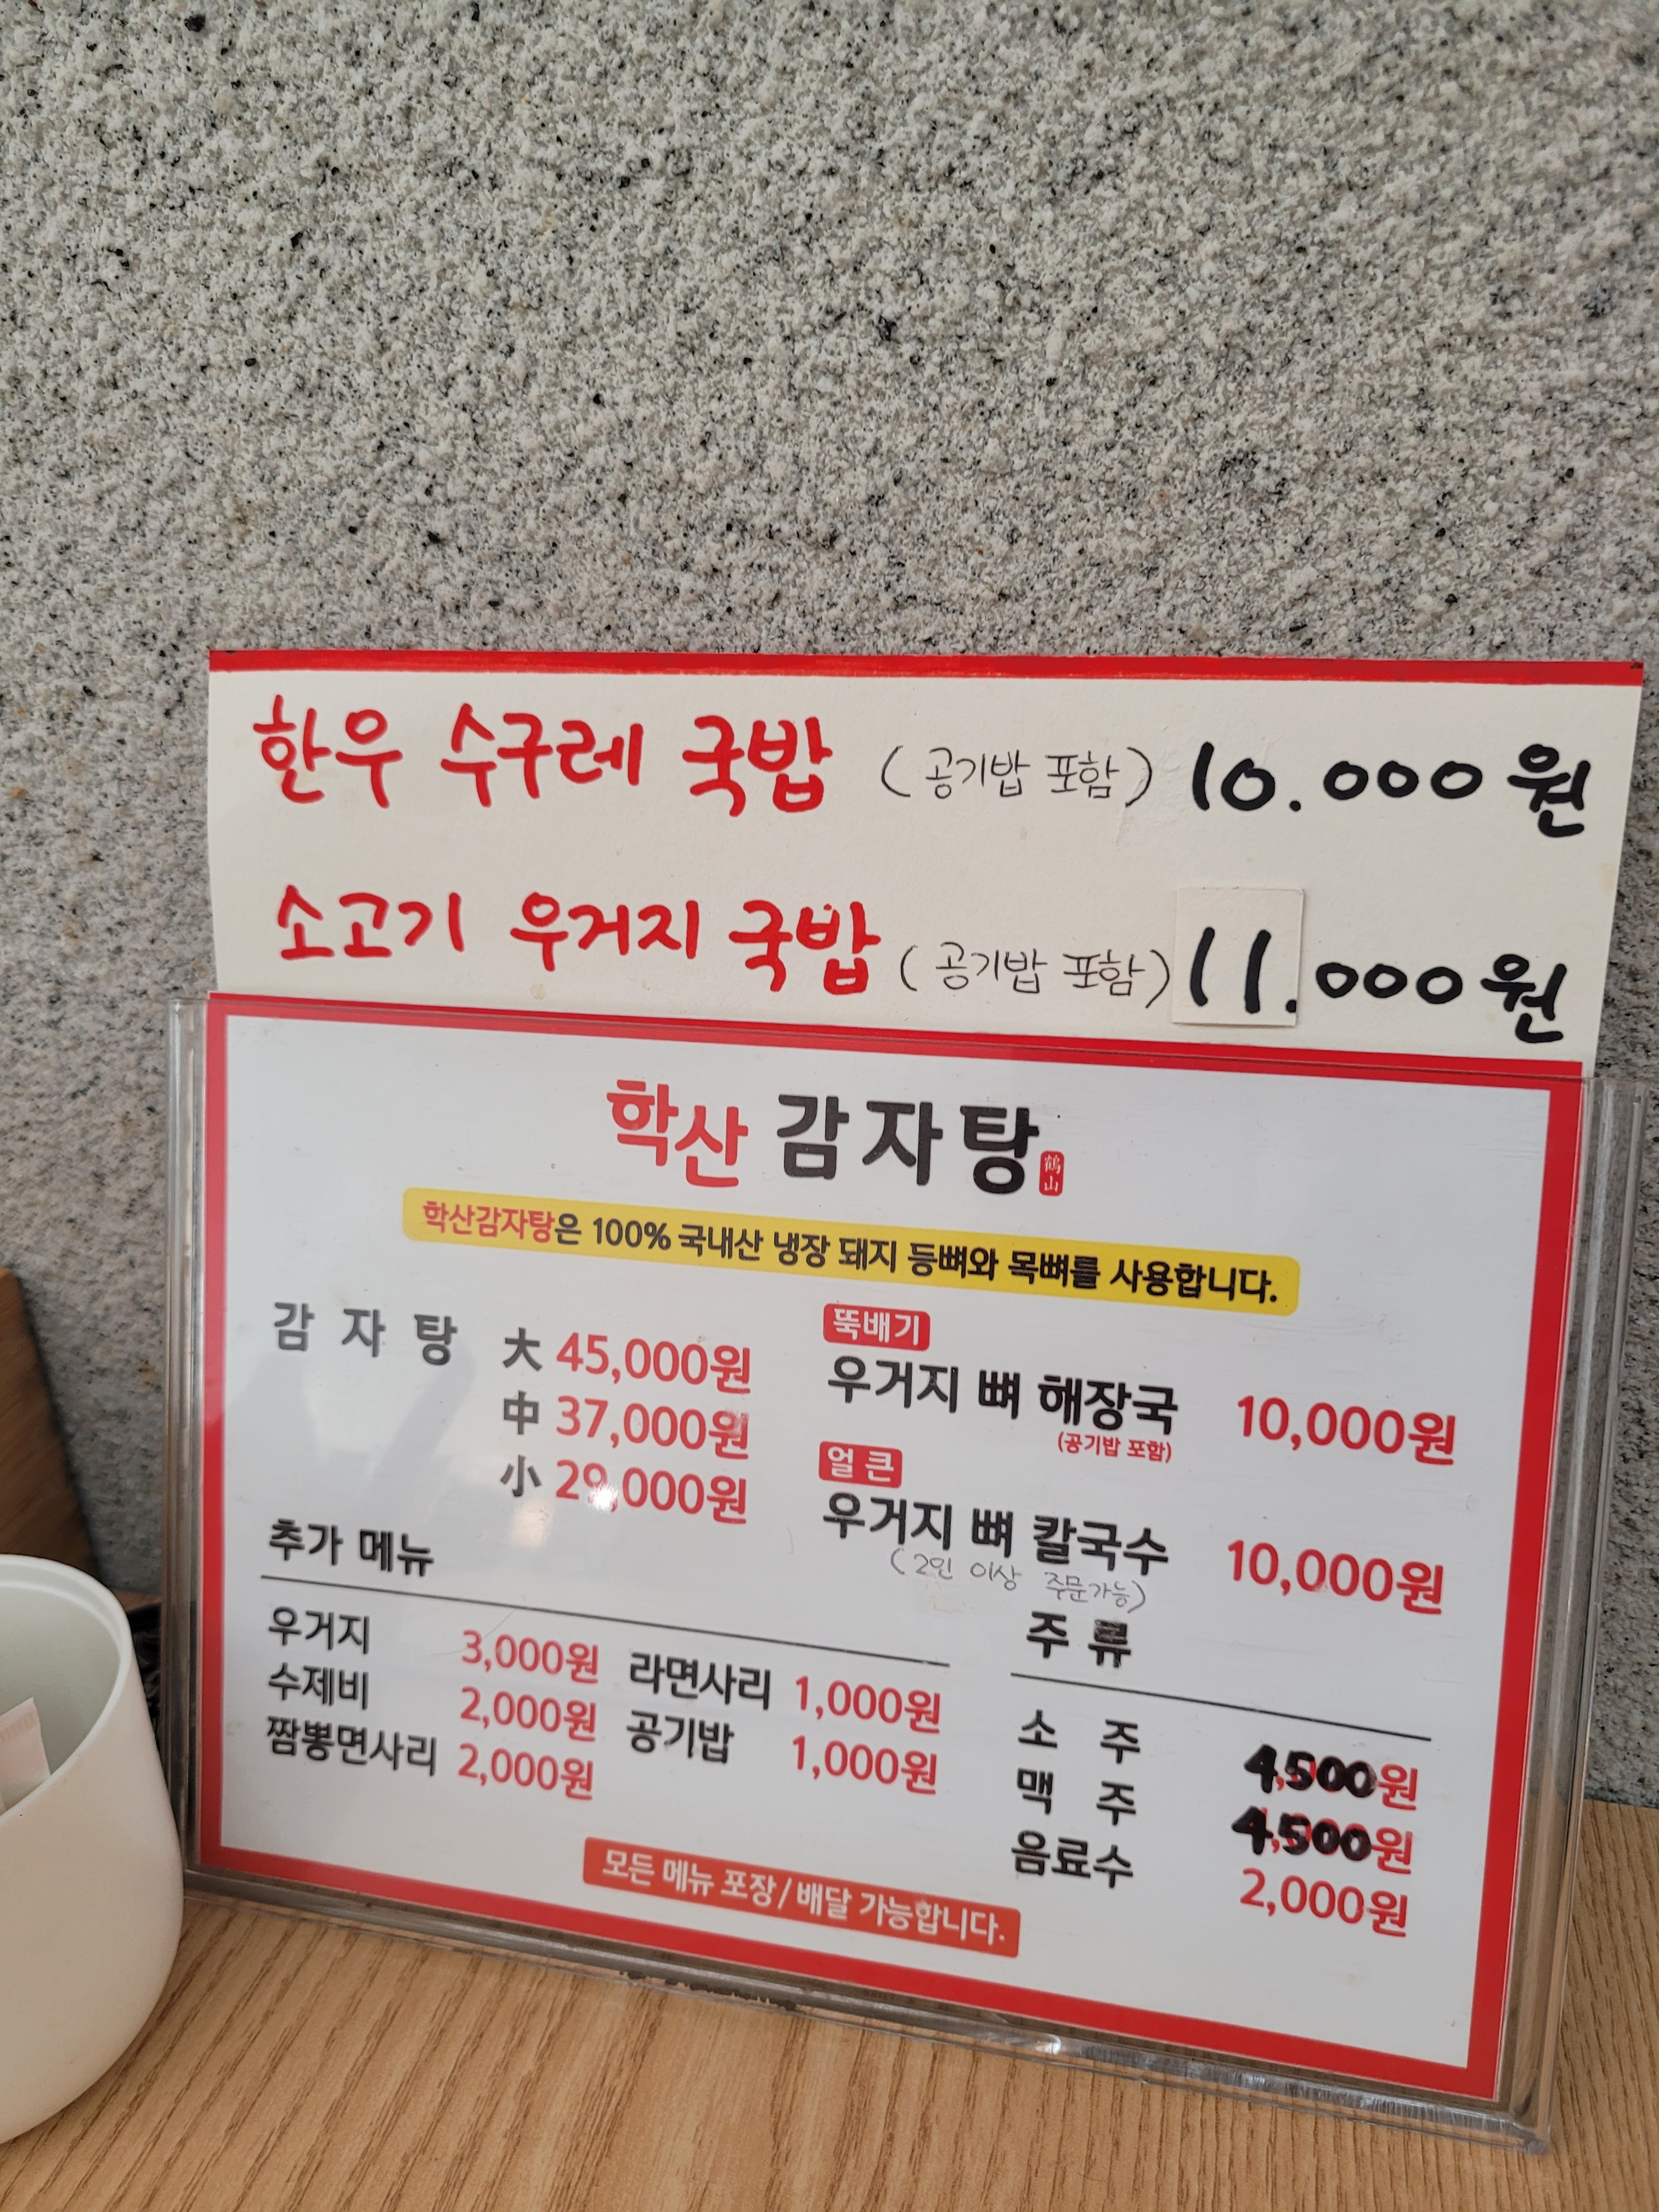 한우 수구레 국밥 (공기밥 포함) 10.000원
소고기 우거지 국밥 (공기밥 포함) 11.000원
학산 감자탕 鶴山
학산감자탕은 100% 국내산 냉장 돼지 등뼈와 목뼈를 사용합니다.
감 자 탕 大 45,000원
中 37,000원
小 29,000원
뚝배기
우거지 뼈 해장국 10,000원
(공기밥 포함)
얼큰
우거지 뼈 칼국수 10,000원
(2인 이상 주문가능)
추가 메뉴
우거지 3,000원 라면사리 1,000원
수제비 2,000원 공기밥 1,000원
짬뽕면사리 2,000원
주 류
소 주 4500원
맥 주 4500원
음료수 2,000원
모든 메뉴 포장/배달 가능합니다.